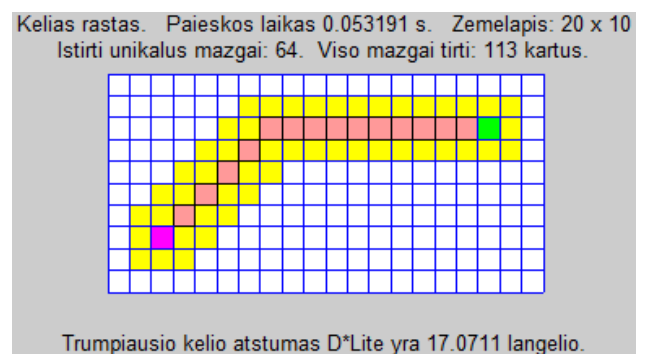 Kelias rastas. Paieskos laikas 0.053191 s. Zemelapis: 20 x 10
Istirti unikalus mazgai: 64. Viso mazgai tirti: 113 kartus.
Trumpiausio kelio atstumas D*Lite yra 17.0711 langelio.